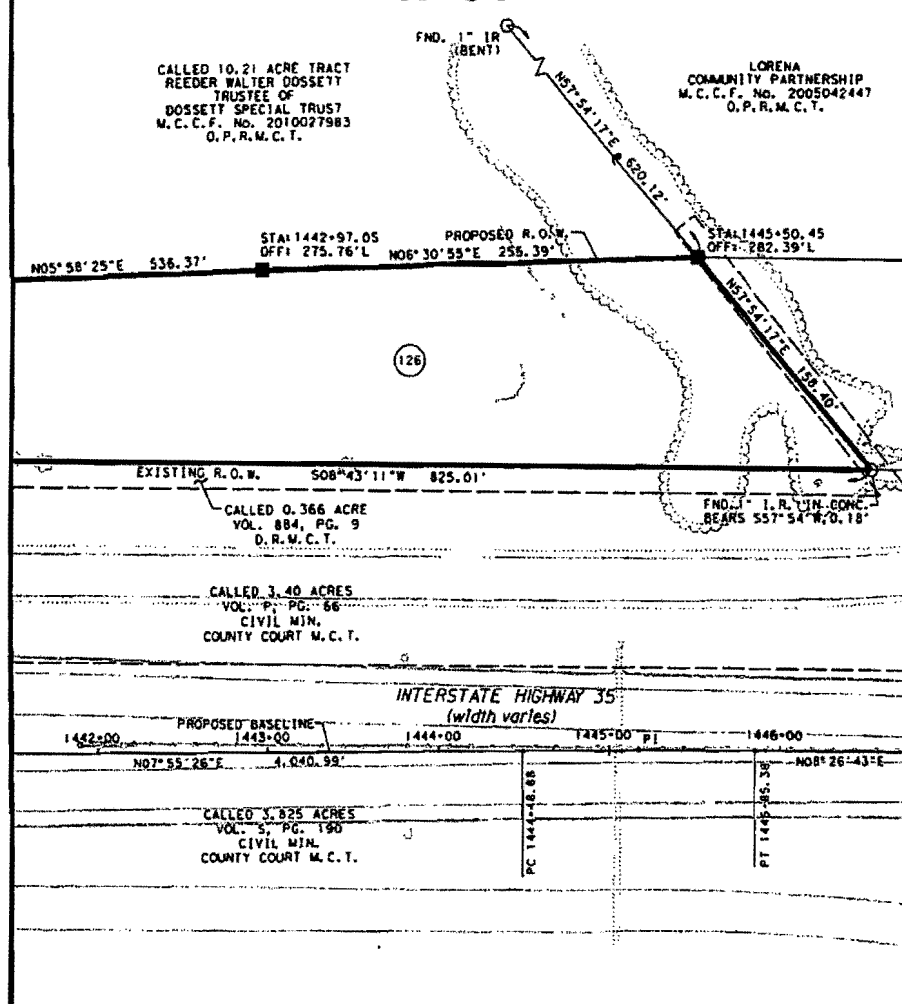 FND. 1" IR
(BENT)
CALLED 10.21 ACRE TRACT
REEDER WALTER DOSSETT
TRUSTEE OF
DOSSETT SPECIAL TRUST
M.C.C.F. No. 2010027983
O.P.R.M.C.T.
LORENA
COMMUNITY PARTNERSHIP
M.C.C.F. No. 2005042447
O.P.R.M.C.T.
N57°54'17"E 620.12'
STA:1442+97.05
OFF: 275.76'L
PROPOSED R.O.W.
STA:1445+50.45
OFF: 282.39'L
N05°58'25"E 536.37'
N06°30'55"E 256.39'
N57°54'17"E 158.40'
126
EXISTING R.O.W. S08°43'11"W 825.01'
CALLED 0.366 ACRE
VOL. 884, PG. 9
D.R.M.C.T.
FND. 1" I.R. IN CONC.
BEARS S57°54'W, 0.18'
CALLED 3.40 ACRES
VOL. P, PG. 66
CIVIL MIN.
COUNTY COURT M.C.T.
INTERSTATE HIGHWAY 35
(width varies)
PROPOSED BASELINE
1442+00 1443+00 1444+00 1445+00 PI 1446+00
N07°55'26"E 4,040.99' N08°26'43"E
PC 1444+48.68
PT 1445+85.38
CALLED 3.825 ACRES
VOL. S, PG. 190
CIVIL MIN.
COUNTY COURT M.C.T.